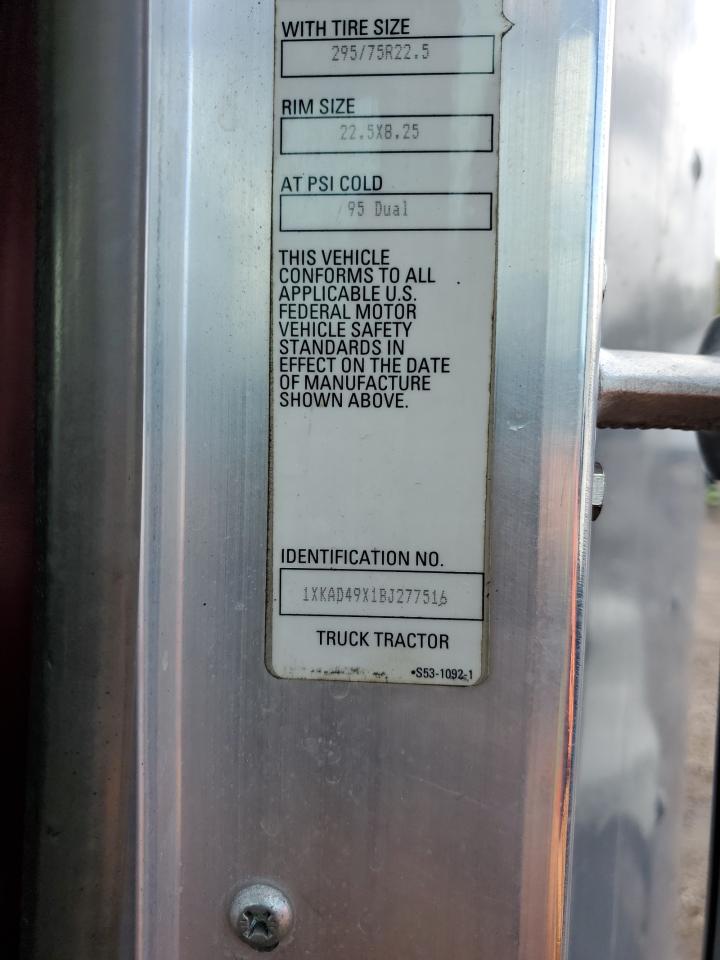 WITH TIRE SIZE
295/75R22.5
RIM SIZE
22.5X8.25
AT PSI COLD
95 Dual
THIS VEHICLE
CONFORMS TO ALL
APPLICABLE U.S.
FEDERAL MOTOR
VEHICLE SAFETY
STANDARDS IN
EFFECT ON THE DATE
OF MANUFACTURE
SHOWN ABOVE.
IDENTIFICATION NO.
1XKAD49X1BJ277516
TRUCK TRACTOR
•S53-1092-1